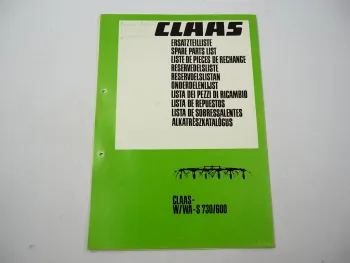 CLAAS
ERSATZTEILLISTE
SPARE PARTS LIST
LISTE DE PIECES DE RECHANGE
RESERVEDELSLISTE
RESERVDELSLISTAN
ONDERDELENLIJST
LISTA DEI PEZZI DI RICAMBIO
LISTA DE REPUESTOS
LISTA DE SOBRESSALENTES
ALKATRÉSZKATALÓGUS
CLAAS-
W/WA-S 730/600